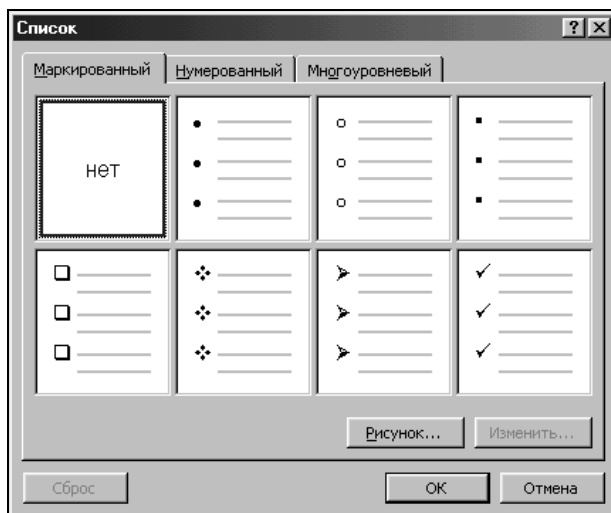 Список
Маркированный Нумерованный Многоуровневый
нет
Рисунок... Изменить...
Сброс ОК Отмена